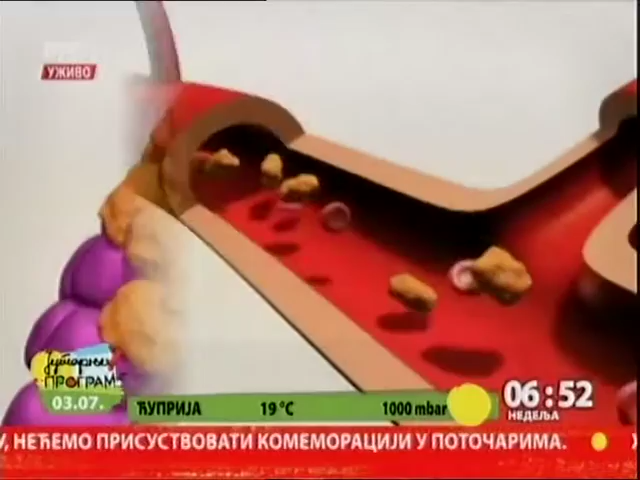 УЖИВО
Јутарњи
ПРОГРАМ
03.07.
ЋУПРИЈА 19°C 1000 mbar
06:52
НЕДЕЉА
У, НЕЋЕМО ПРИСУСТВОВАТИ КОМЕМОРАЦИЈИ У ПОТОЧАРИМА.